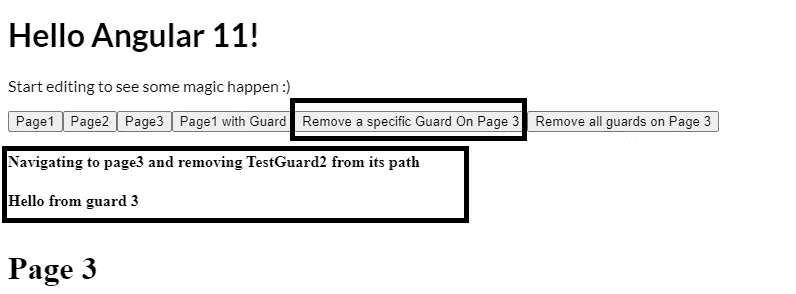 Hello Angular 11!
Start editing to see some magic happen :)
Page1 Page2 Page3 Page1 with Guard Remove a specific Guard On Page 3 Remove all guards on Page 3
Navigating to page3 and removing TestGuard2 from its path
Hello from guard 3
Page 3